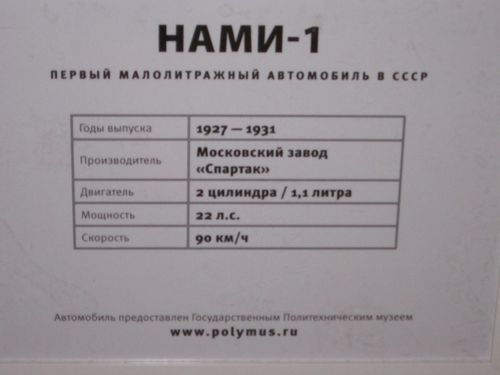 НАМИ-1
ПЕРВЫЙ МАЛОЛИТРАЖНЫЙ АВТОМОБИЛЬ В СССР
Годы выпуска 1927 — 1931
Производитель Московский завод
«Спартак»
Двигатель 2 цилиндра / 1,1 литра
Мощность 22 л.с.
Скорость 90 км/ч
Автомобиль предоставлен Государственным Политехническим музеем
www.polymus.ru